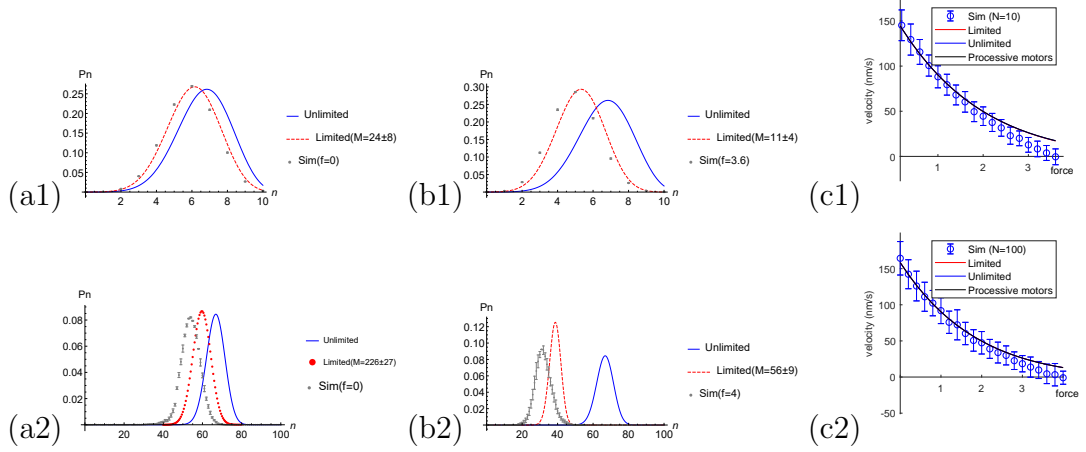 Pn
0.25
0.20
0.15
0.10
0.05
2 4 6 8 10 n
Unlimited
Limited(M=24±8)
Sim(f=0)
(a1)
Pn
0.30
0.25
0.20
0.15
0.10
0.05
2 4 6 8 10 n
Unlimited
Limited(M=11±4)
Sim(f=3.6)
(b1)
150
100
50
0
velocity (nm/s)
1 2 3
force
Sim (N=10)
Limited
Unlimited
Processive motors
(c1)
Pn
0.08
0.06
0.04
0.02
20 40 60 80 100 n
Unlimited
Limited(M=226±27)
Sim(f=0)
(a2)
Pn
0.12
0.10
0.08
0.06
0.04
0.02
20 40 60 80 100 n
Unlimited
Limited(M=56±9)
Sim(f=4)
(b2)
150
100
50
0
-50
velocity (nm/s)
1 2 3
force
Sim (N=100)
Limited
Unlimited
Processive motors
(c2)